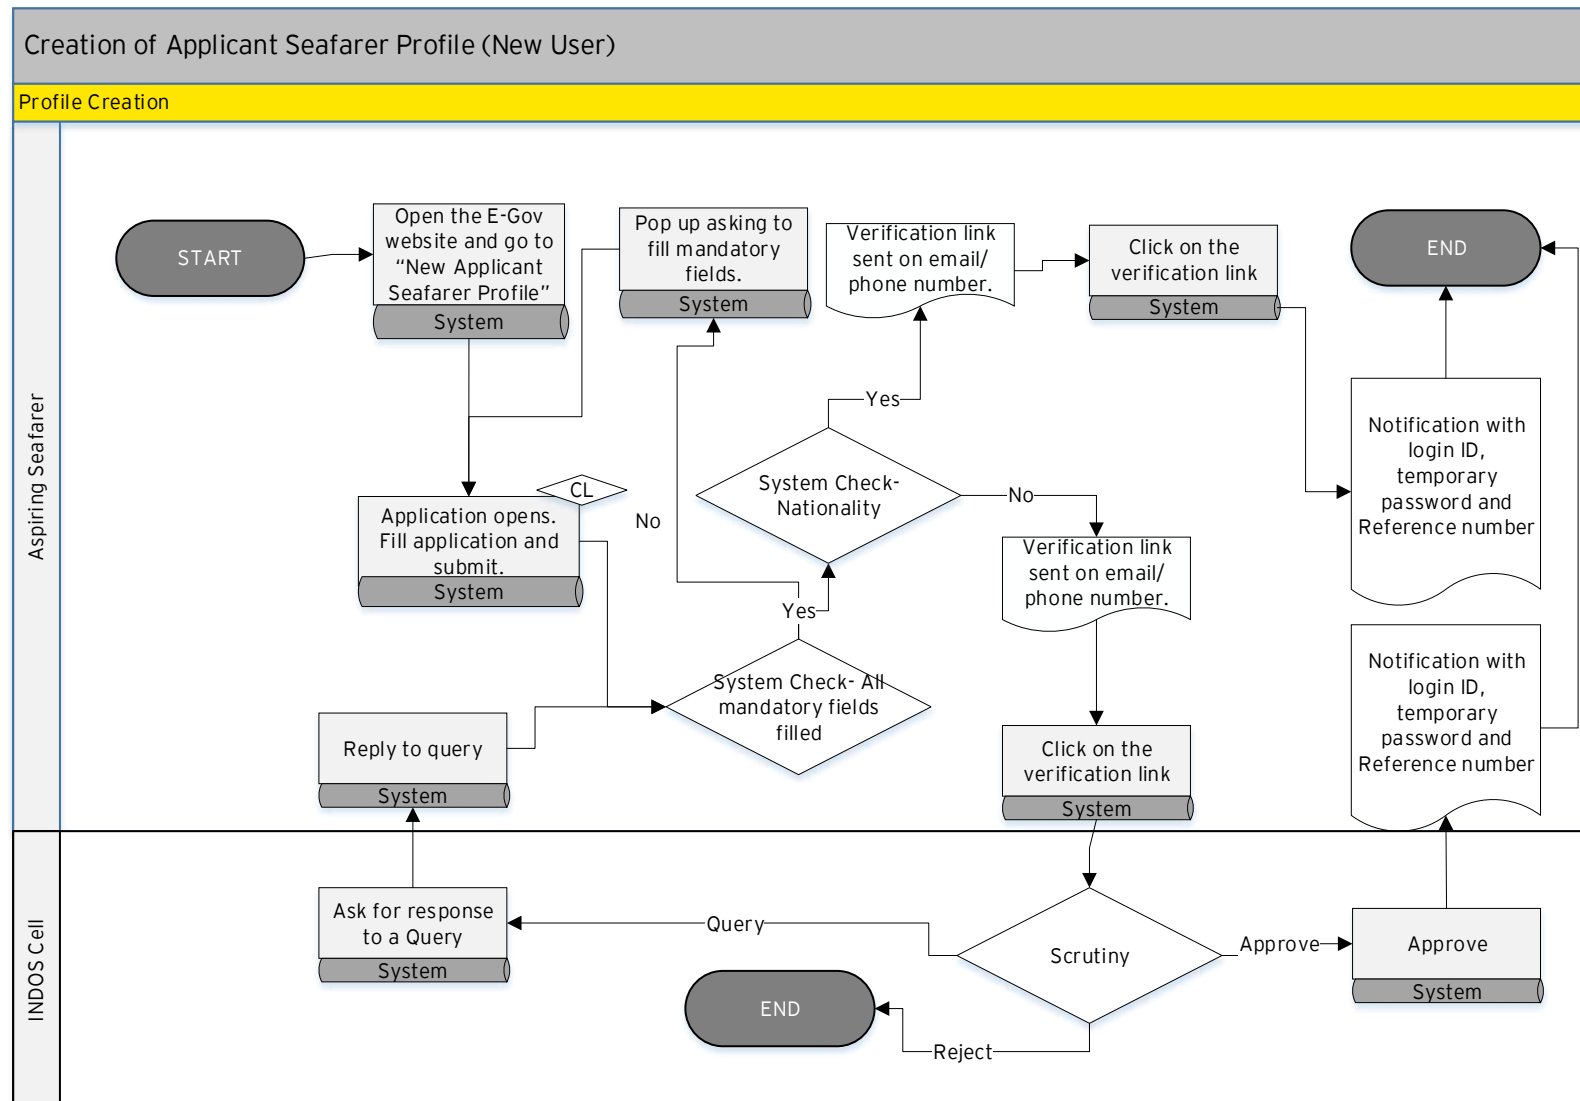 Creation of Applicant Seafarer Profile (New User)
Profile Creation
Aspiring Seafarer
START
Open the E-Gov
website and go to
“New Applicant
Seafarer Profile”
System
Pop up asking to
fill mandatory
fields.
System
Verification link
sent on email/
phone number.
Click on the
verification link
System
END
Yes
CL
Application opens.
Fill application and
submit.
System
No
System Check-
Nationality
No
Notification with
login ID,
temporary
password and
Reference number
Verification link
sent on email/
phone number.
Yes
System Check- All
mandatory fields
filled
Reply to query
System
Click on the
verification link
System
Notification with
login ID,
temporary
password and
Reference number
INDOS Cell
Ask for response
to a Query
System
Query
Scrutiny
Approve
Approve
System
END
Reject